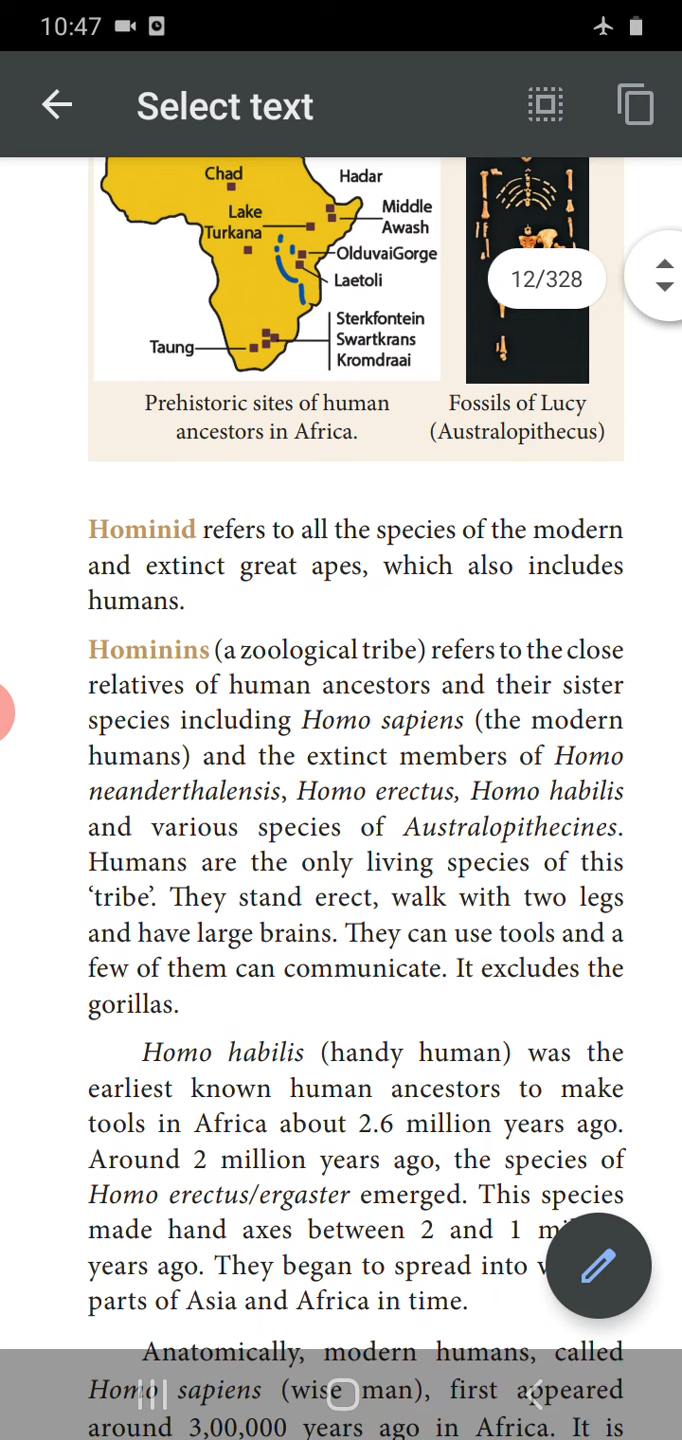 10:47
Select text
Chad
Hadar
Lake
Turkana
Middle
Awash
OlduvaiGorge
Laetoli
12/328
Sterkfontein
Swartkrans
Kromdraai
Taung
Prehistoric sites of human
ancestors in Africa.
Fossils of Lucy
(Australopithecus)
Hominid refers to all the species of the modern
and extinct great apes, which also includes
humans.
Hominins (a zoological tribe) refers to the close
relatives of human ancestors and their sister
species including Homo sapiens (the modern
humans) and the extinct members of Homo
neanderthalensis, Homo erectus, Homo habilis
and various species of Australopithecines.
Humans are the only living species of this
‘tribe’. They stand erect, walk with two legs
and have large brains. They can use tools and a
few of them can communicate. It excludes the
gorillas.
Homo habilis (handy human) was the
earliest known human ancestors to make
tools in Africa about 2.6 million years ago.
Around 2 million years ago, the species of
Homo erectus/ergaster emerged. This species
made hand axes between 2 and 1
years ago. They began to spread into
parts of Asia and Africa in time.
Anatomically, modern humans, called
Homo sapiens (wise man), first appeared
around 3,00,000 years ago in Africa. It is